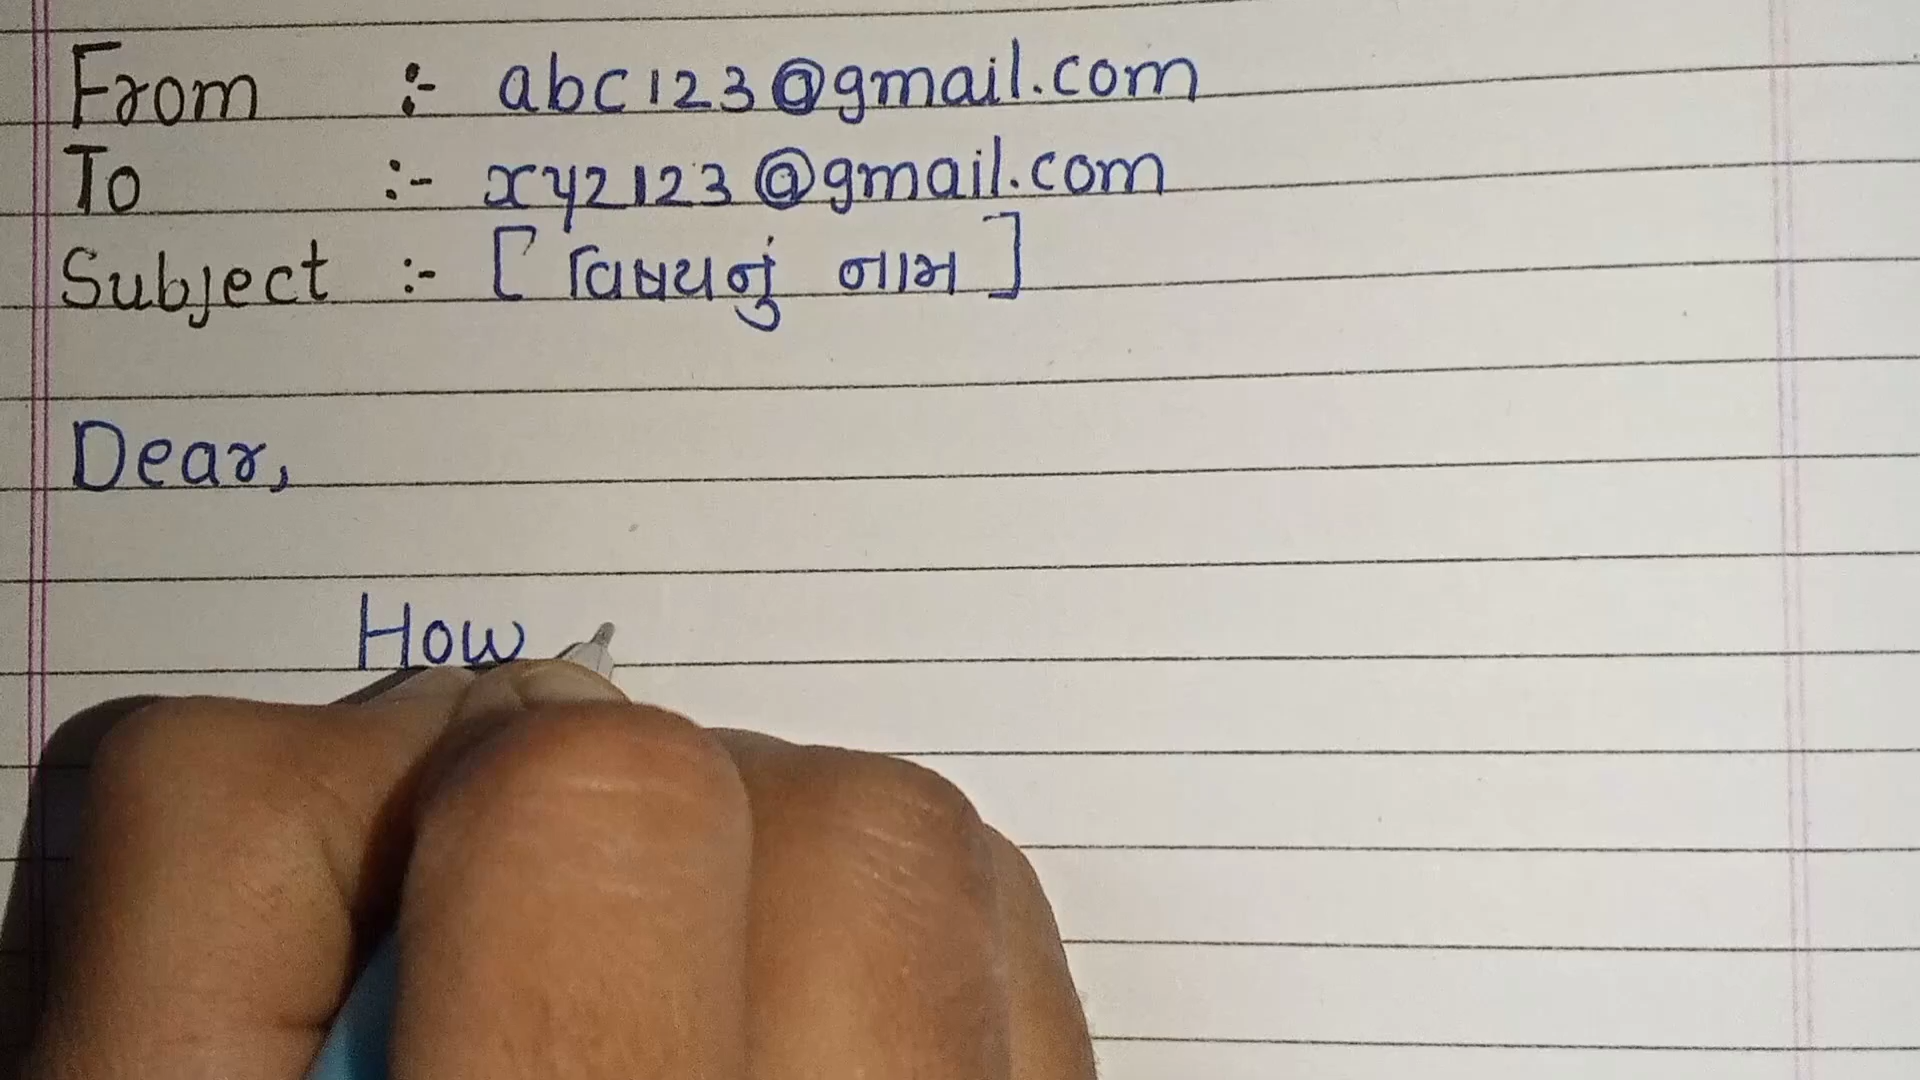 From :- abc123@gmail.com
To :- xyz123@gmail.com
Subject :- [ વિષયનું નામ ]
Dear,
How